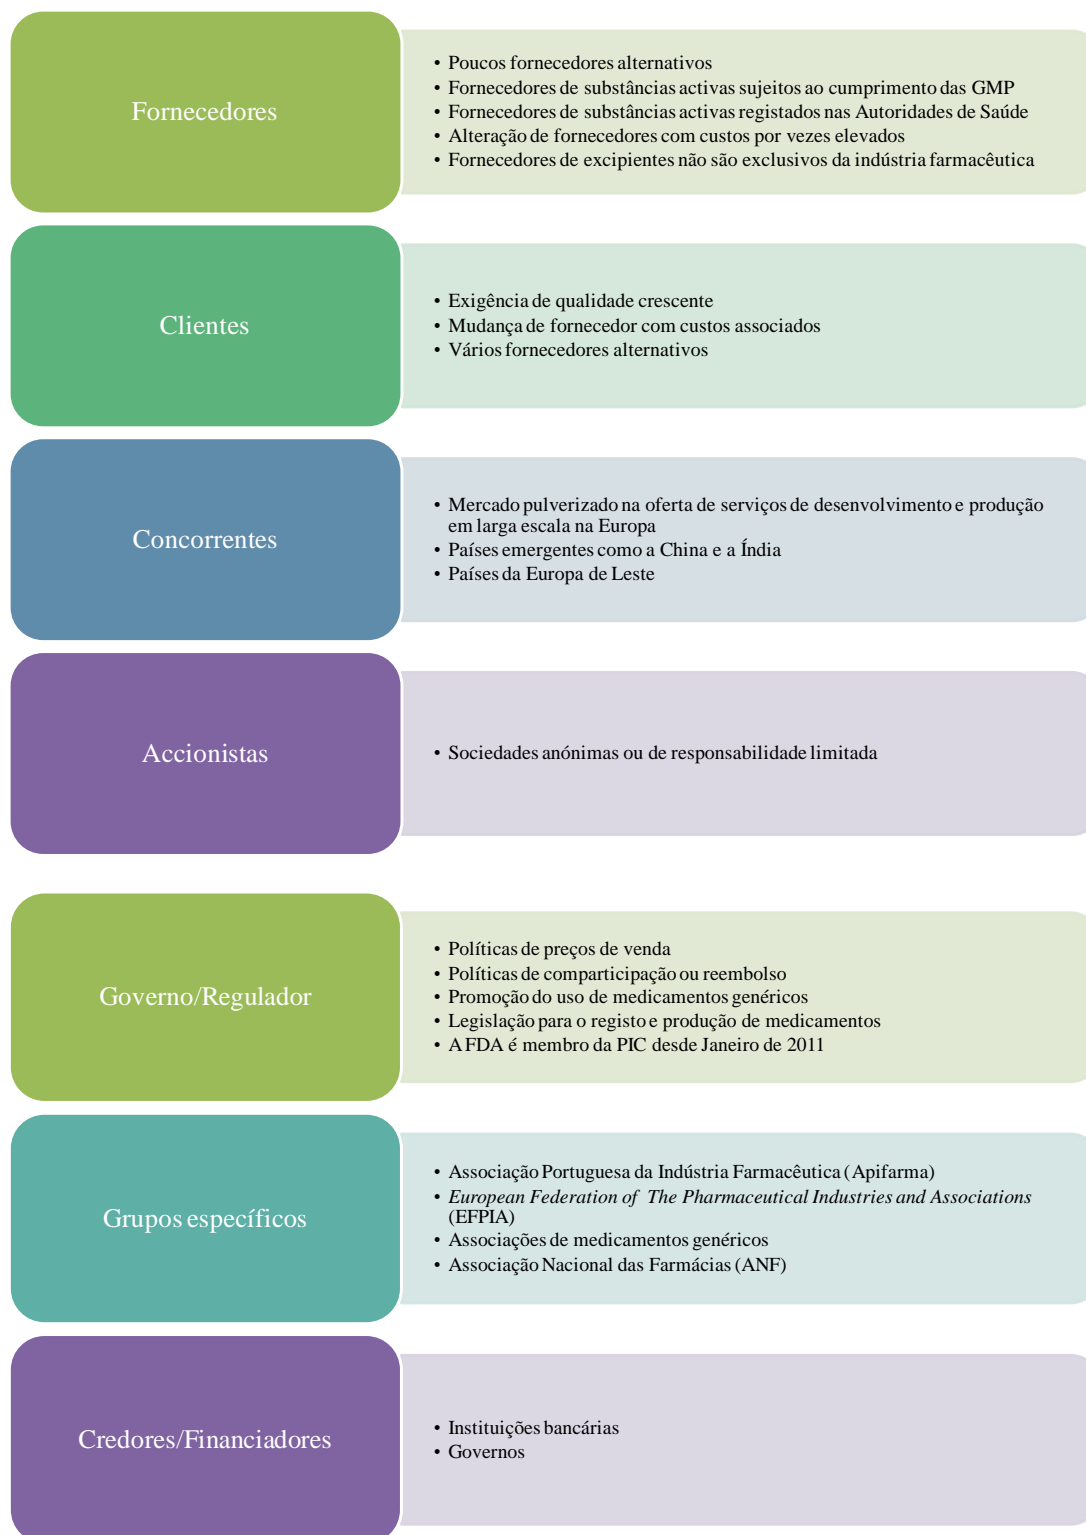 Fornecedores
• Poucos fornecedores alternativos
• Fornecedores de substâncias activas sujeitos ao cumprimento das GMP
• Fornecedores de substâncias activas registados nas Autoridades de Saúde
• Alteração de fornecedores com custos por vezes elevados
• Fornecedores de excipientes não são exclusivos da indústria farmacêutica
Clientes
• Exigência de qualidade crescente
• Mudança de fornecedor com custos associados
• Vários fornecedores alternativos
Concorrentes
• Mercado pulverizado na oferta de serviços de desenvolvimento e produção
em larga escala na Europa
• Países emergentes como a China e a Índia
• Países da Europa de Leste
Accionistas
• Sociedades anónimas ou de responsabilidade limitada
Governo/Regulador
• Políticas de preços de venda
• Políticas de comparticipação ou reembolso
• Promoção do uso de medicamentos genéricos
• Legislação para o registo e produção de medicamentos
• A FDA é membro da PIC desde Janeiro de 2011
Grupos específicos
• Associação Portuguesa da Indústria Farmacêutica (Apifarma)
• European Federation of The Pharmaceutical Industries and Associations
(EFPIA)
• Associações de medicamentos genéricos
• Associação Nacional das Farmácias (ANF)
Credores/Financiadores
• Instituições bancárias
• Governos